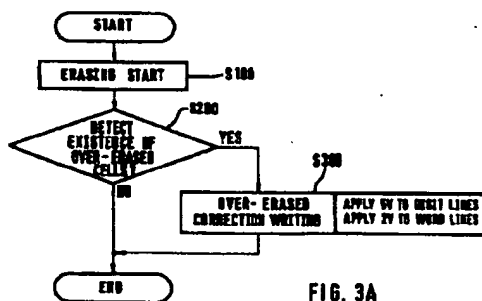 START
ERASING START
S100
S200
DETECT
EXISTENCE OF
OVER-ERASED
CELLS?
YES
NO
S300
OVER-ERASED
CORRECTION WRITING
APPLY 5V TO DIGIT LINES
APPLY 2V TO WORD LINES
END
FIG. 3A